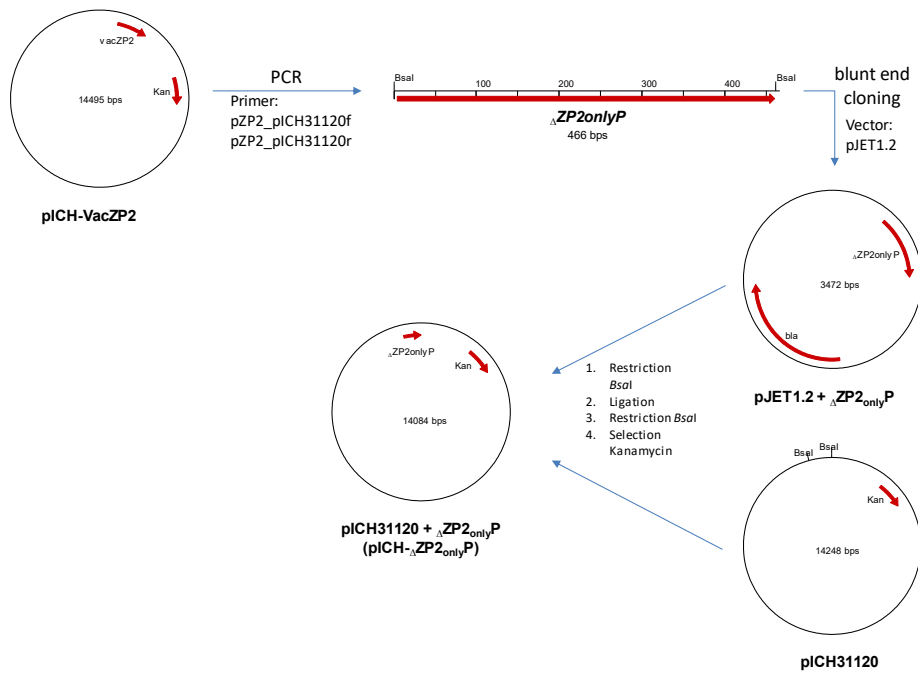 vacZP2
Kan
14495 bps
pICH-VacZP2
PCR
Primer:
pZP2_pICH31120f
pZP2_pICH31120r
BsaI
100
200
300
400
BsaI
ΔZP2onlyP
466 bps
blunt end
cloning
Vector:
pJET1.2
ΔZP2onlyP
3472 bps
bla
pJET1.2 + ΔZP2onlyP
ΔZP2onlyP
Kan
14084 bps
pICH31120 + ΔZP2onlyP
(pICH-ΔZP2onlyP)
1. Restriction
BsaI
2. Ligation
3. Restriction BsaI
4. Selection
Kanamycin
BsaI
BsaI
Kan
14248 bps
pICH31120